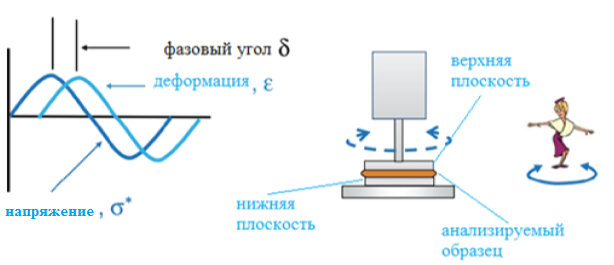 фазовый угол δ
деформация, ε
напряжение, σ*
верхняя
плоскость
нижняя
плоскость
анализируемый
образец